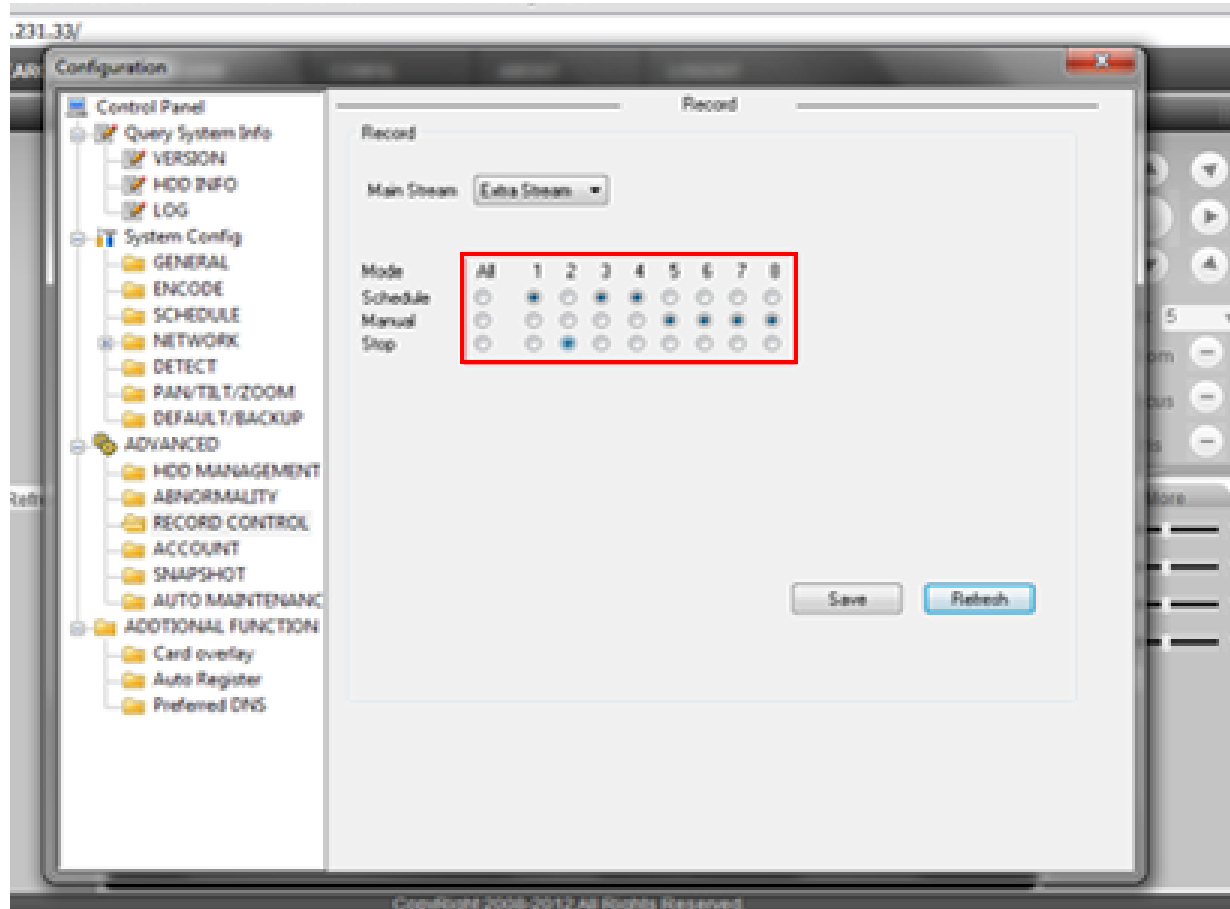 .231.33/
Configuration
Control Panel
Query System Info
VERSION
HDD INFO
LOG
System Config
GENERAL
ENCODE
SCHEDULE
NETWORK
DETECT
PAN/TILT/ZOOM
DEFAULT/BACKUP
ADVANCED
HDD MANAGEMENT
ABNORMALITY
RECORD CONTROL
ACCOUNT
SNAPSHOT
AUTO MAINTENANC
ADDTIONAL FUNCTION
Card overlay
Auto Register
Preferred DNS
Record
Record
Main Stream Extra Stream
Mode All 1 2 3 4 5 6 7 8
Schedule
Manual
Stop
Save Refresh
5
More
CopyRight 2008-2012 All Rights Reserved.